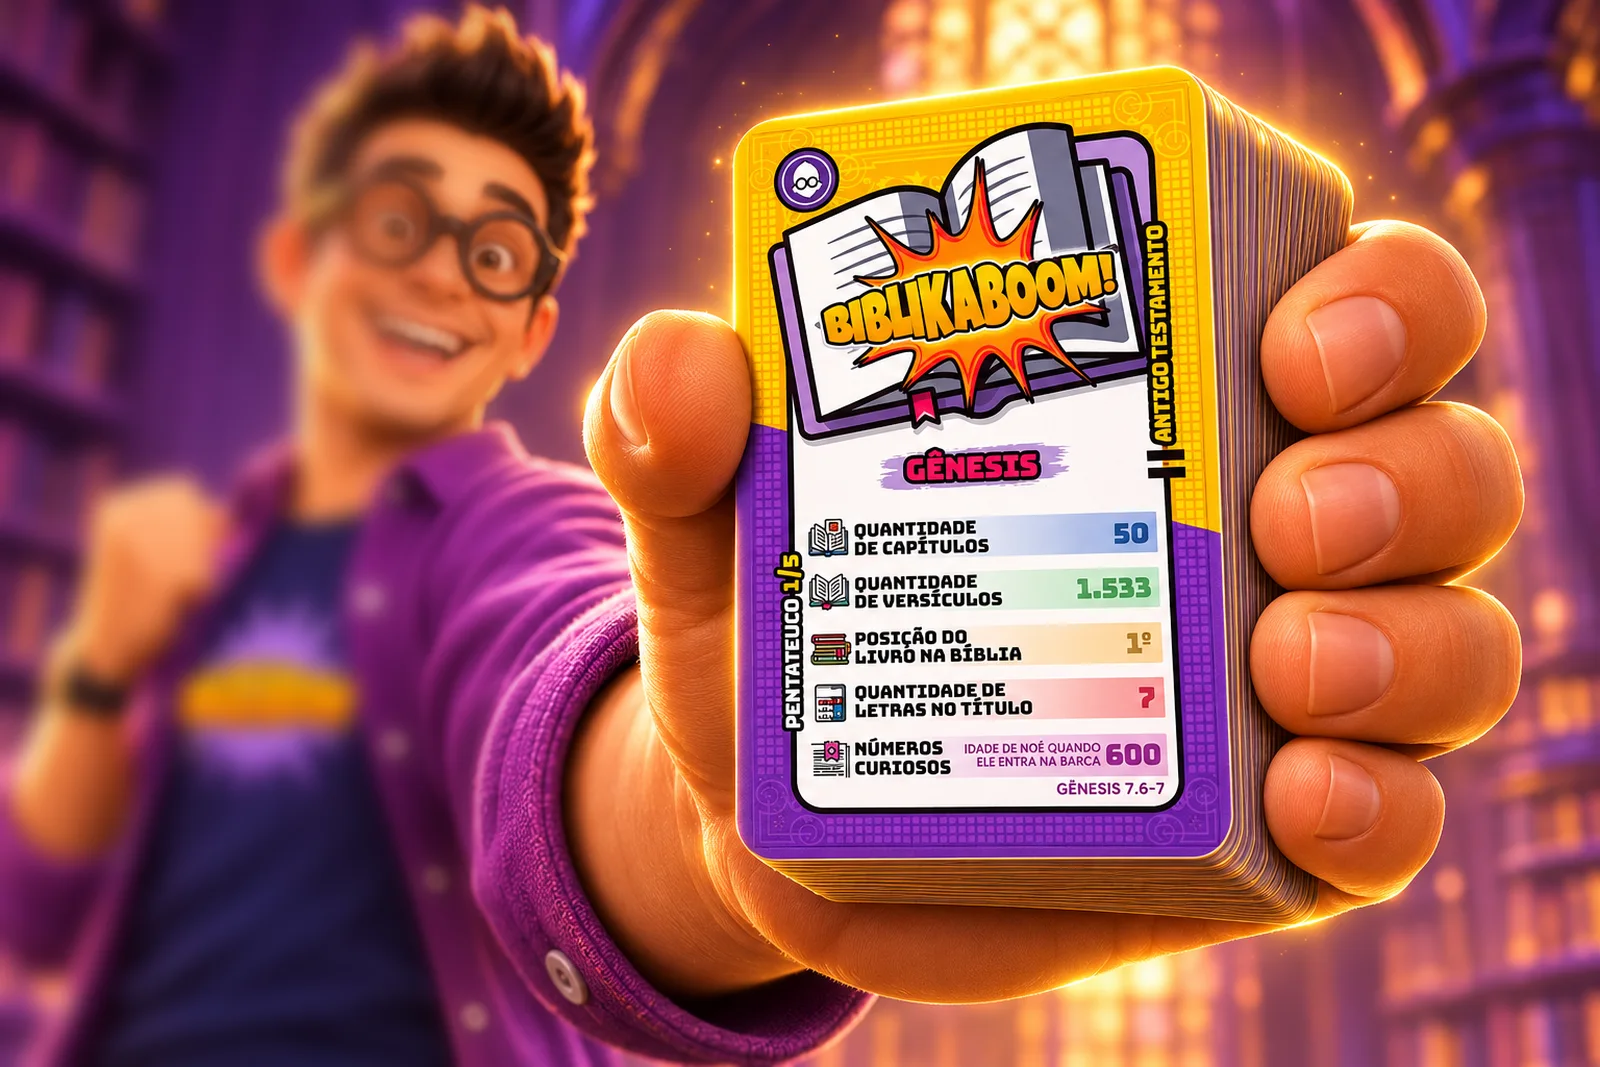 BIBLIKABOOM!
II ANTIGO TESTAMENTO
GÊNESIS
PENTATEUCO 1/5
QUANTIDADE
DE CAPÍTULOS
50
QUANTIDADE
DE VERSÍCULOS
1.533
POSIÇÃO DO
LIVRO NA BÍBLIA
1º
QUANTIDADE DE
LETRAS NO TÍTULO
7
NÚMEROS
CURIOSOS
IDADE DE NOÉ QUANDO
ELE ENTRA NA BARCA
600
GÊNESIS 7.6-7